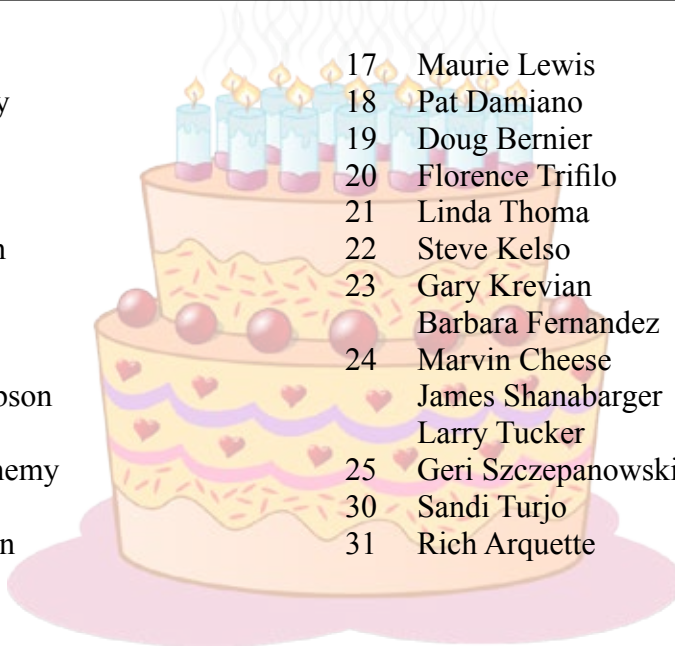 y
n
oson
nemy
n
17 Maurie Lewis
18 Pat Damiano
19 Doug Bernier
20 Florence Trifilo
21 Linda Thoma
22 Steve Kelso
23 Gary Krevian
Barbara Fernandez
24 Marvin Cheese
James Shanabarger
Larry Tucker
25 Geri Szczepanowski
30 Sandi Turjo
31 Rich Arquette